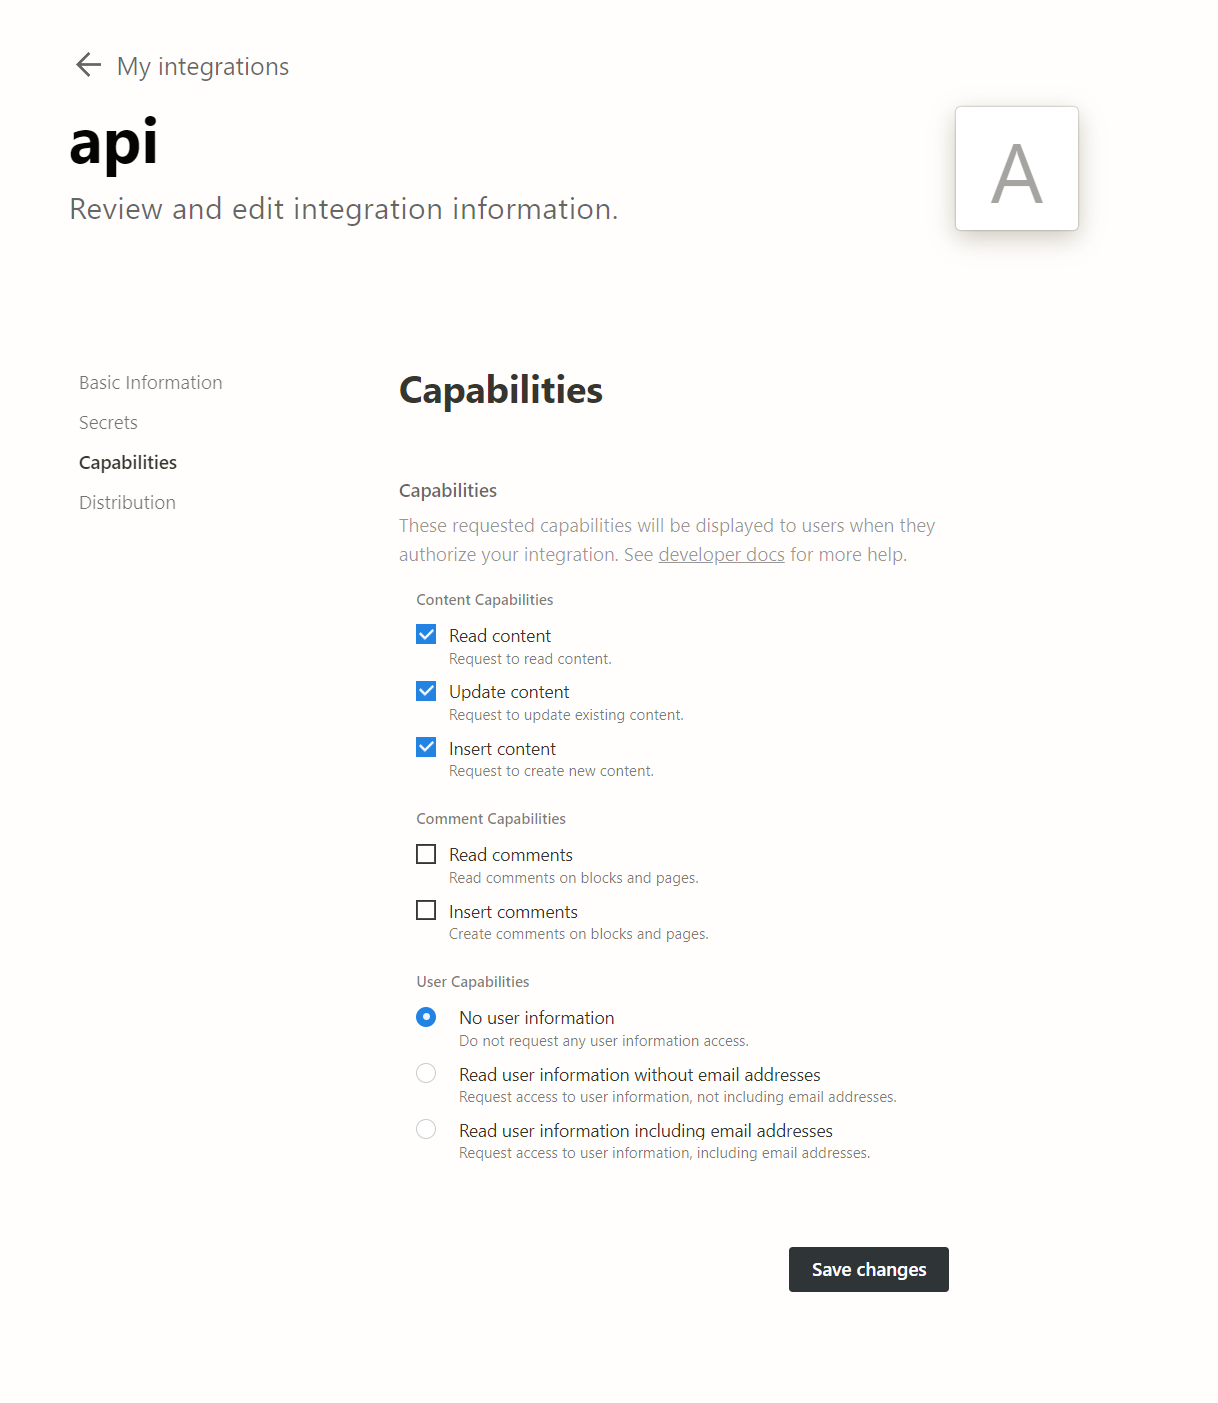 My integrations
api
A
Review and edit integration information.
Basic Information
Secrets
Capabilities
Distribution
Capabilities
Capabilities
These requested capabilities will be displayed to users when they
authorize your integration. See developer docs for more help.
Content Capabilities
Read content
Request to read content.
Update content
Request to update existing content.
Insert content
Request to create new content.
Comment Capabilities
Read comments
Read comments on blocks and pages.
Insert comments
Create comments on blocks and pages.
User Capabilities
No user information
Do not request any user information access.
Read user information without email addresses
Request access to user information, not including email addresses.
Read user information including email addresses
Request access to user information, including email addresses.
Save changes